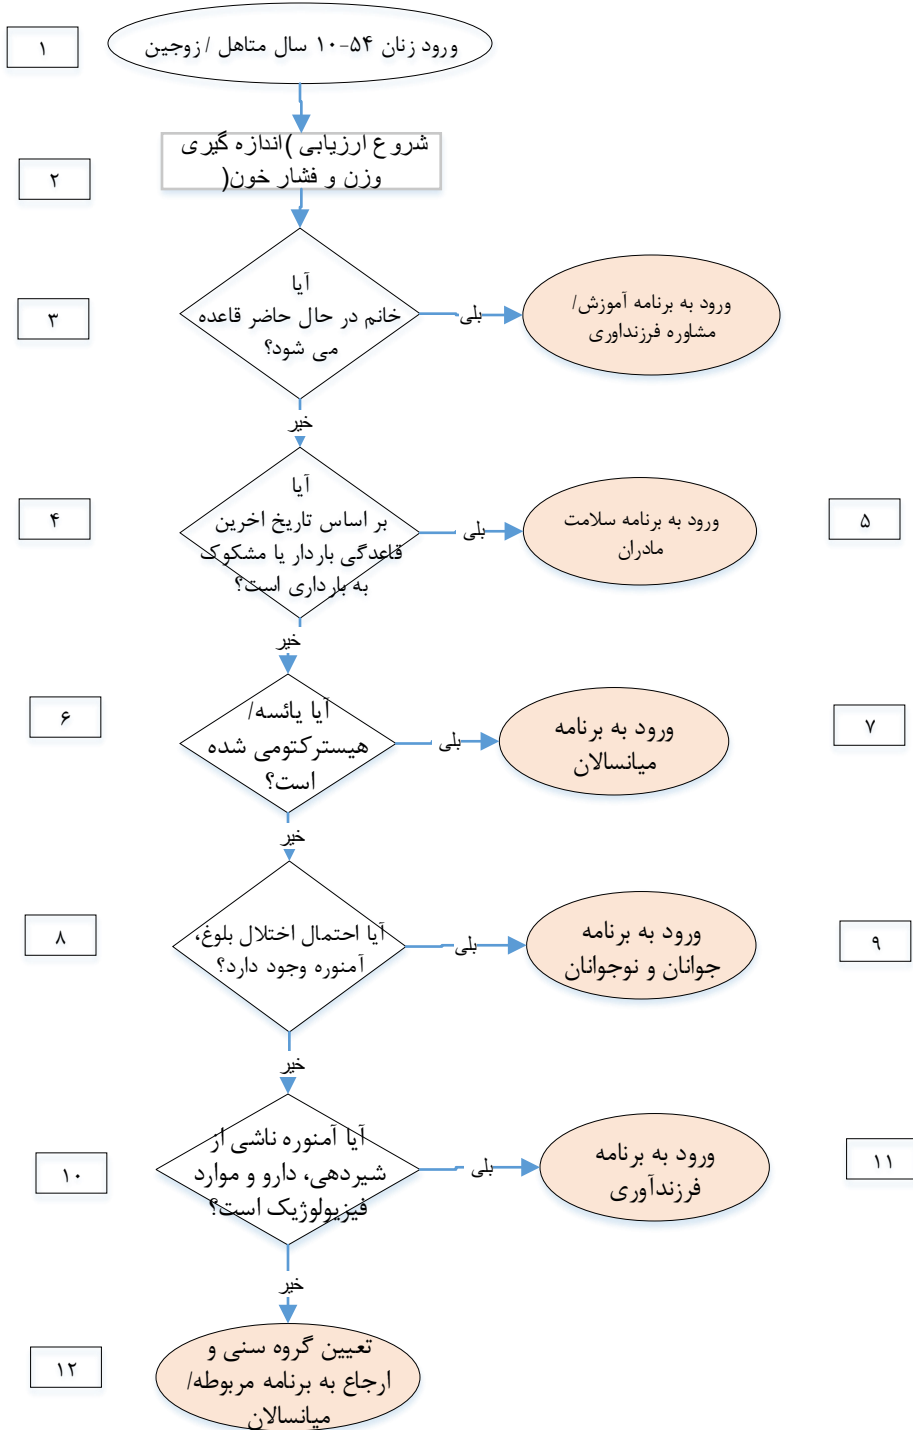 ۱
ورود زنان ۵۴-۱۰ سال متاهل / زوجین
۲
شروع ارزیابی )اندازه گیری
وزن و فشار خون(
۳
آیا
خانم در حال حاضر قاعده
می شود؟
بلی
ورود به برنامه آموزش/
مشاوره فرزنداوری
خیر
۴
آیا
بر اساس تاریخ اخرین
قاعدگی باردار یا مشکوک
به بارداری است؟
بلی
ورود به برنامه سلامت
مادران
۵
خیر
۶
آیا یائسه/
هیسترکتومی شده
است؟
بلی
ورود به برنامه
میانسالان
۷
خیر
۸
آیا احتمال اختلال بلوغ،
آمنوره وجود دارد؟
بلی
ورود به برنامه
جوانان و نوجوانان
۹
خیر
۱۰
آیا آمنوره ناشی از
شیردهی، دارو و موارد
فیزیولوژیک است؟
بلی
ورود به برنامه
فرزندآوری
۱۱
خیر
۱۲
تعیین گروه سنی و
ارجاع به برنامه مربوطه/
میانسالان